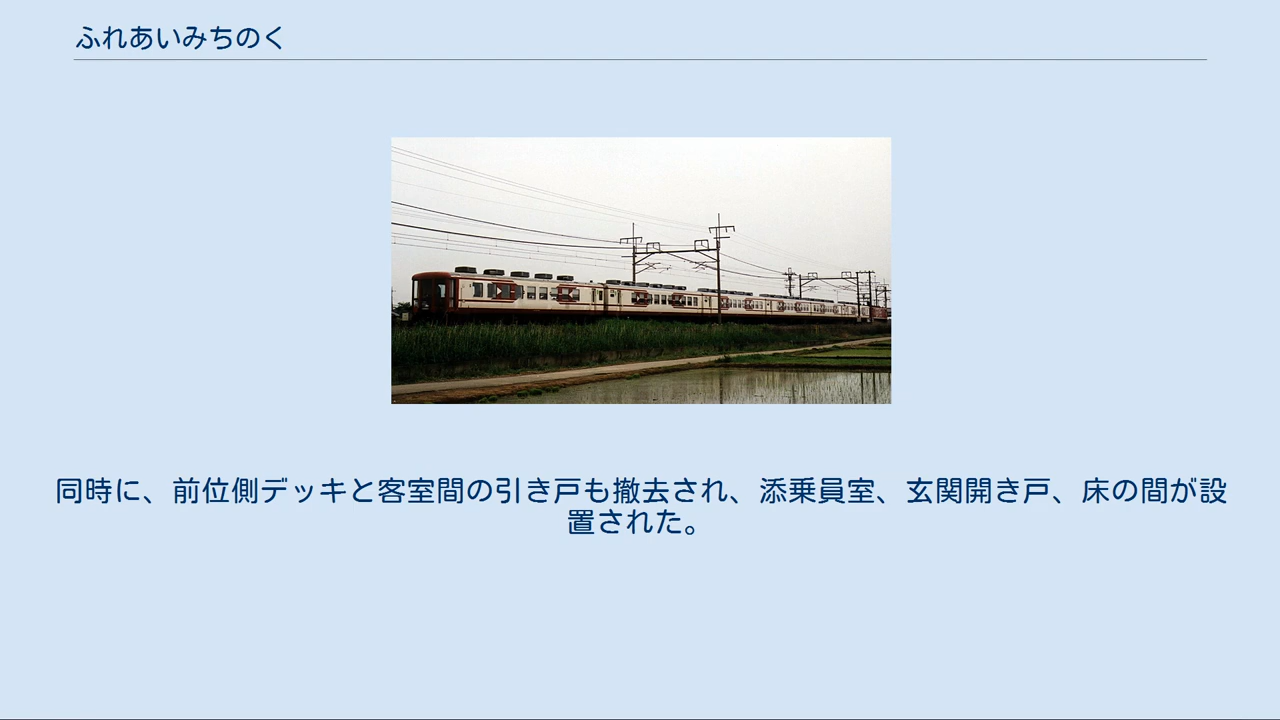 ふれあいみちのく
同時に、前位側デッキと客室間の引き戸も撤去され、添乗員室、玄関開き戸、床の間が設
置された。